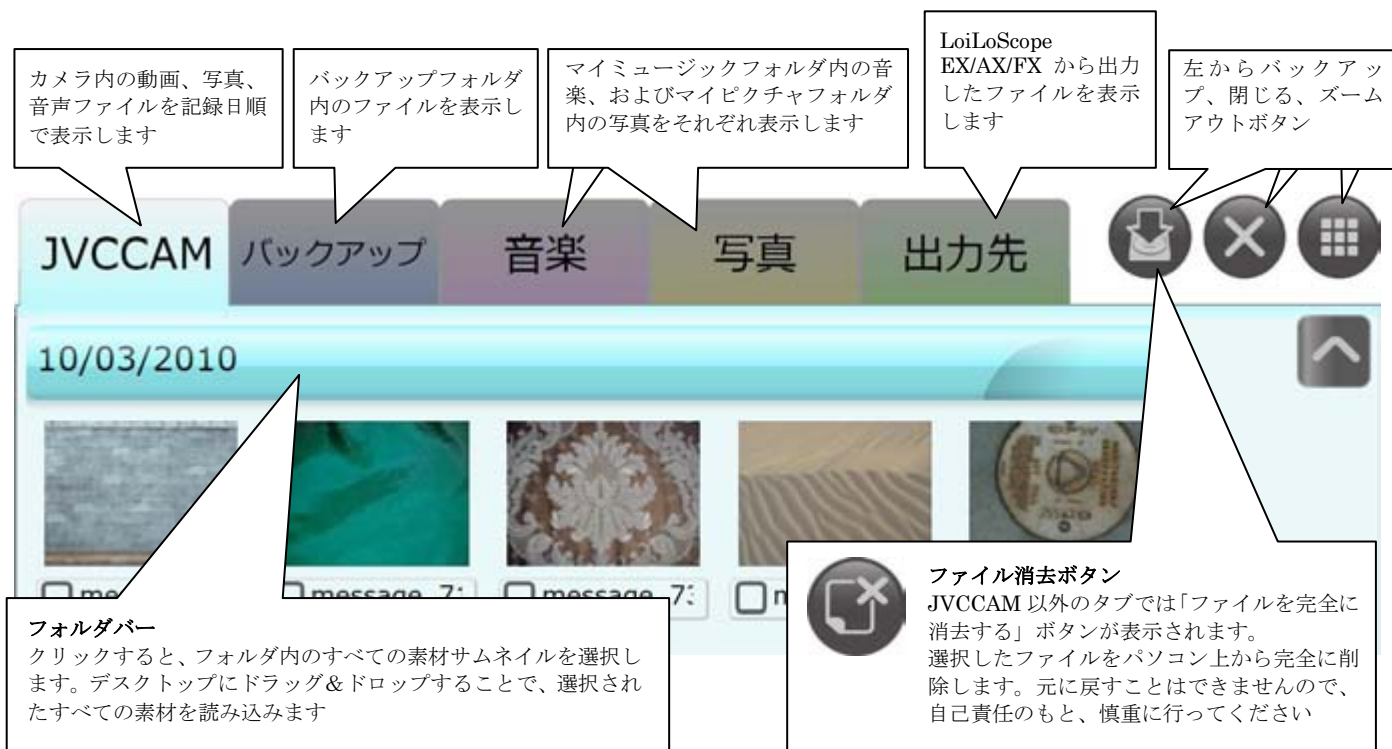 カメラ内の動画、写真、
音声ファイルを記録日順
で表示します
バックアップフォルダ
内のファイルを表示し
ます
マイミュージックフォルダ内の音
楽、およびマイピクチャフォルダ
内の写真をそれぞれ表示します
LoiLoScope
EX/AX/FX から出力
したファイルを表示
します
左からバックアッ
プ、閉じる、ズーム
アウトボタン
JVCCAM
バックアップ
音楽
写真
出力先
10/03/2010
message
message
フォルダバー
クリックすると、フォルダ内のすべての素材サムネイルを選択し
ます。デスクトップにドラッグ＆ドロップすることで、選択され
たすべての素材を読み込みます
ファイル消去ボタン
JVCCAM 以外のタブでは「ファイルを完全に
消去する」ボタンが表示されます。
選択したファイルをパソコン上から完全に削
除します。元に戻すことはできませんので、
自己責任のもと、慎重に行ってください